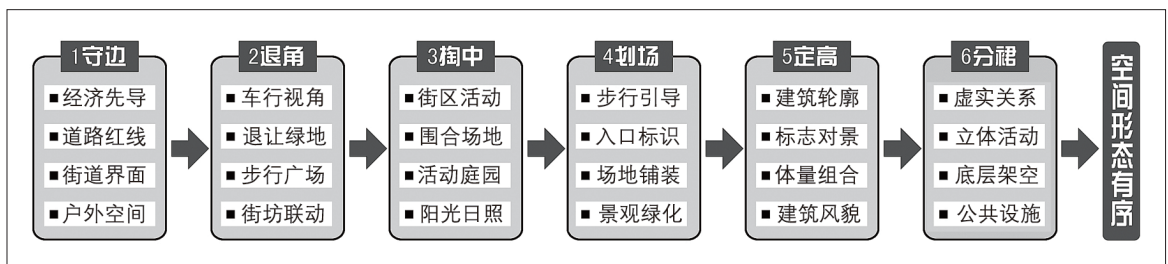 1守边
■经济先导
■道路红线
■街道界面
■户外空间
2退角
■车行视角
■退让绿地
■步行广场
■街坊联动
3掏中
■街区活动
■围合场地
■活动庭园
■阳光日照
4划场
■步行引导
■入口标识
■场地铺装
■景观绿化
5定高
■建筑轮廓
■标志对景
■体量组合
■建筑风貌
6分裙
■虚实关系
■立体活动
■底层架空
■公共设施
空间形态有序